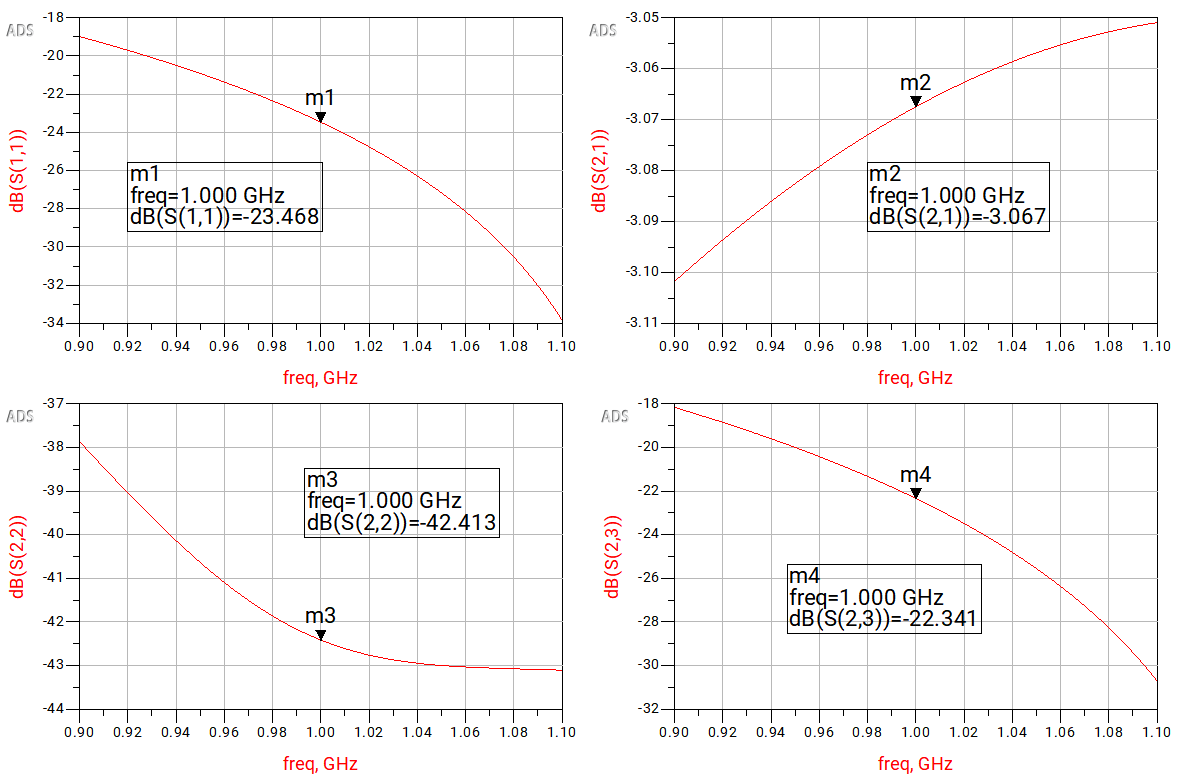 ADS
-18
-20
-22
-24
-26
-28
-30
-32
-34
dB(S(1,1))
m1
m1
freq=1.000 GHz
dB(S(1,1))=-23.468
0.90 0.92 0.94 0.96 0.98 1.00 1.02 1.04 1.06 1.08 1.10
freq, GHz
ADS
-3.05
-3.06
-3.07
-3.08
-3.09
-3.10
-3.11
dB(S(2,1))
m2
m2
freq=1.000 GHz
dB(S(2,1))=-3.067
0.90 0.92 0.94 0.96 0.98 1.00 1.02 1.04 1.06 1.08 1.10
freq, GHz
ADS
-37
-38
-39
-40
-41
-42
-43
-44
dB(S(2,2))
m3
freq=1.000 GHz
dB(S(2,2))=-42.413
m3
0.90 0.92 0.94 0.96 0.98 1.00 1.02 1.04 1.06 1.08 1.10
freq, GHz
ADS
-18
-20
-22
-24
-26
-28
-30
-32
dB(S(2,3))
m4
m4
freq=1.000 GHz
dB(S(2,3))=-22.341
0.90 0.92 0.94 0.96 0.98 1.00 1.02 1.04 1.06 1.08 1.10
freq, GHz